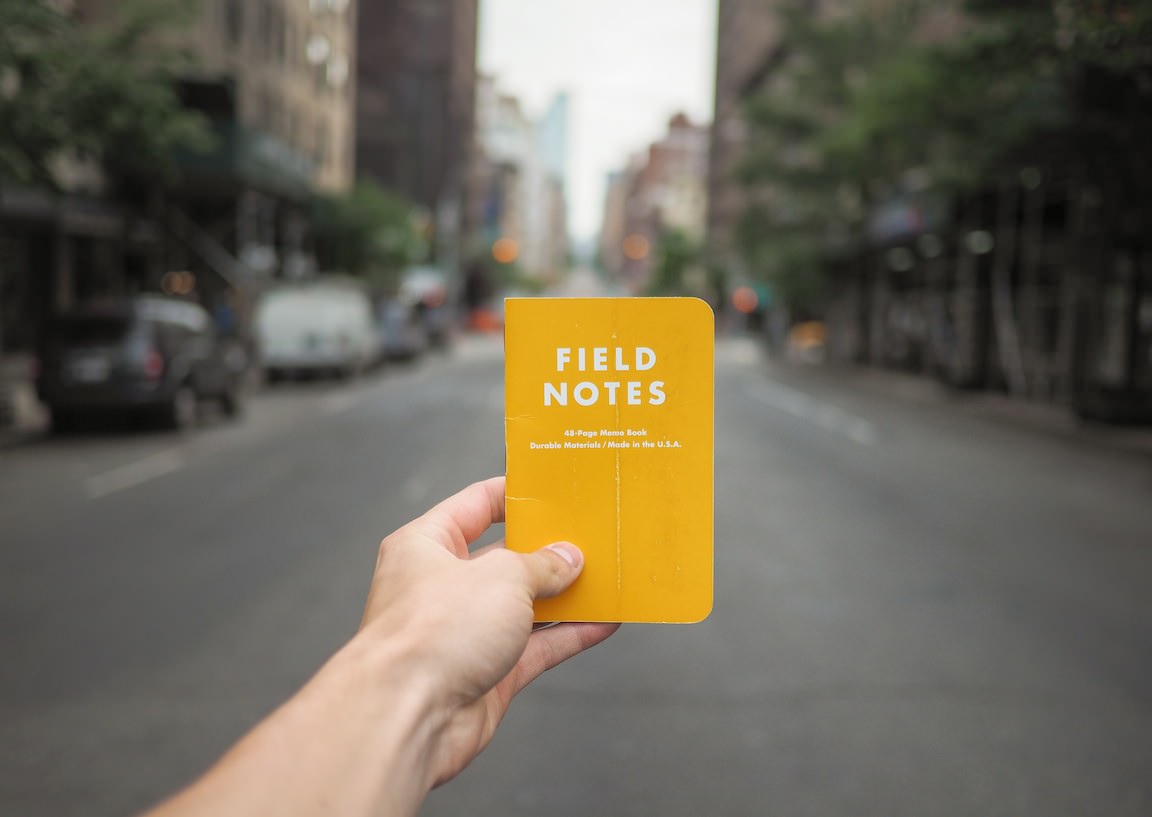 FIELD
NOTES
48-Page Memo Book
Durable Materials / Made in the U.S.A.